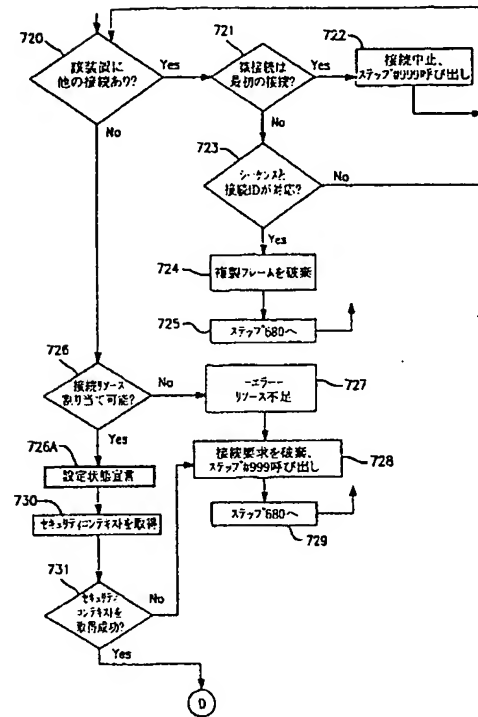 720
該装置に
他の接続あり?
Yes
No
721
該接続は
最初の接続?
Yes
No
722
接続中止、
ステップ#999呼び出し
723
シーケンスと
接続IDが対応?
No
Yes
724
複製フレームを破棄
725
ステップ680へ
726
接続リソース
割り当て可能?
No
Yes
727
-エラー-
リソース不足
726A
設定状態宣言
728
接続要求を破棄、
ステップ#999呼び出し
730
セキュリティコンテキストを取得
ステップ680へ
729
731
セキュリティ
コンテキストを
取得成功?
No
Yes
D